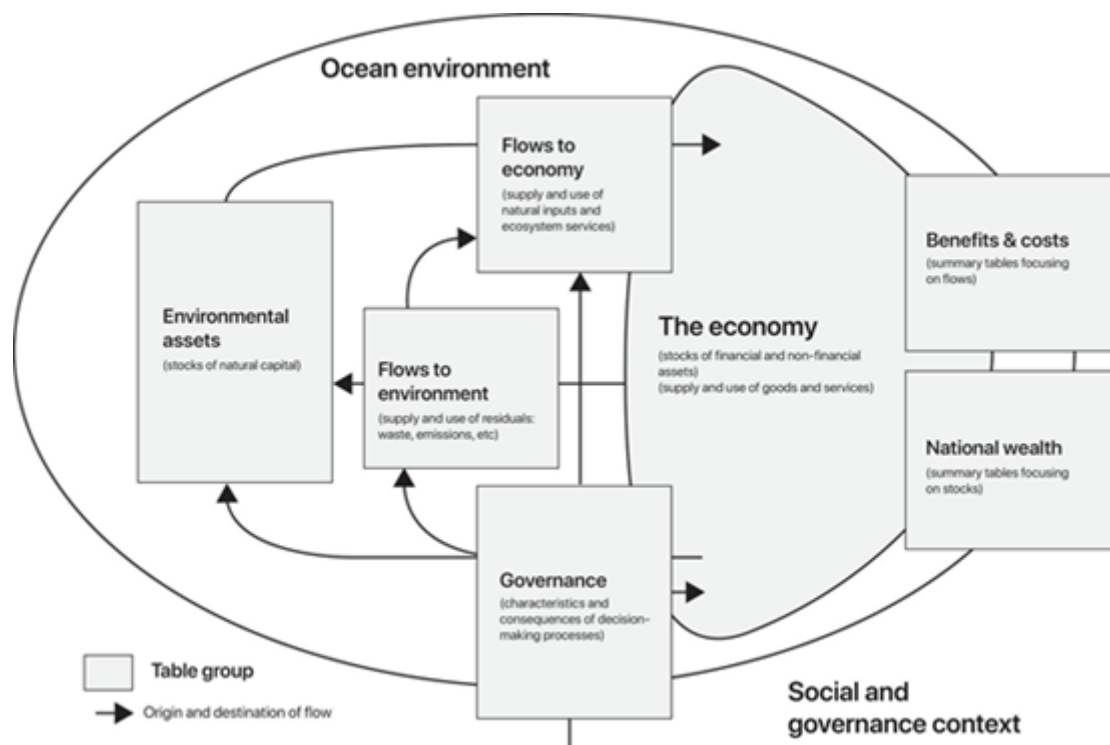 Ocean environment
Flows to
economy
(supply and use of
natural inputs and
ecosystem services)
Benefits & costs
(summary tables focusing
on flows)
Environmental
assets
(stocks of natural capital)
The economy
(stocks of financial and non-financial
assets)
(supply and use of goods and services)
Flows to
environment
(supply and use of residuals:
waste, emissions, etc)
National wealth
(summary tables focusing
on stocks)
Governance
(characteristics and
consequences of decision-
making processes)
Table group
Origin and destination of flow
Social and
governance context